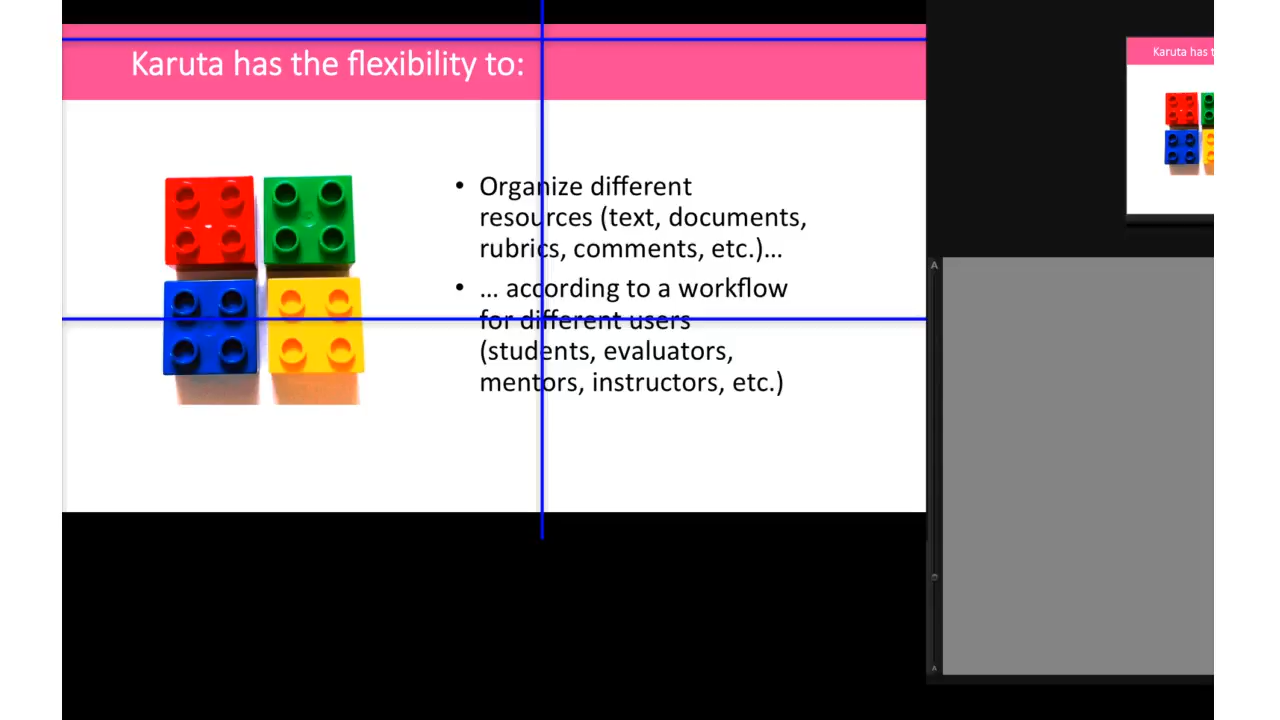 Karuta has the flexibility to:
• Organize different
resources (text, documents,
rubrics, comments, etc.)…
• … according to a workflow
for different users
(students, evaluators,
mentors, instructors, etc.)
Karuta has t
A
A